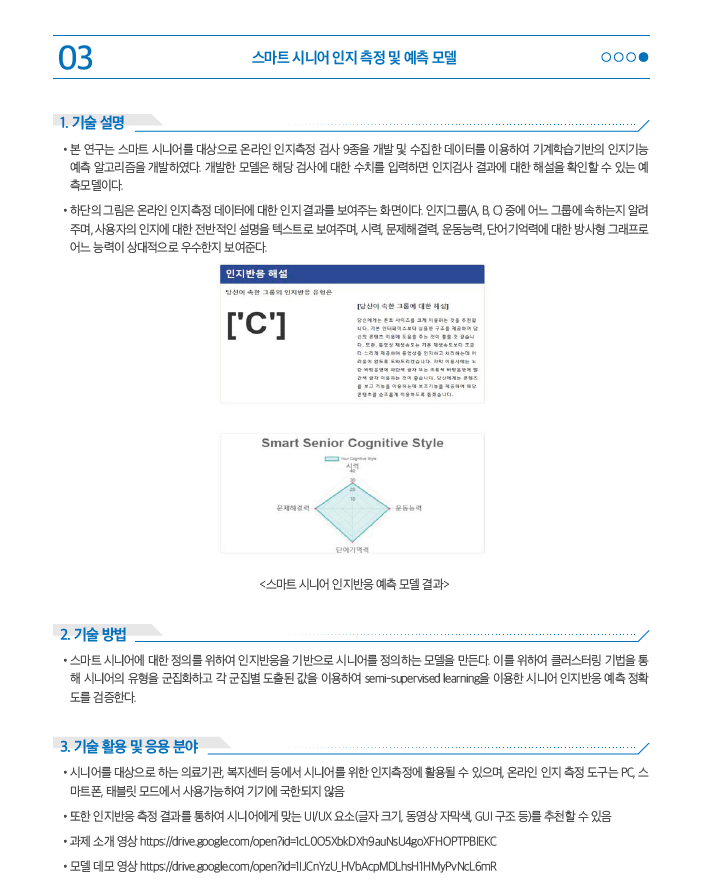 03
스마트 시니어 인지 측정 및 예측 모델
1. 기술 설명
• 본 연구는 스마트 시니어를 대상으로 온라인 인지측정 검사 9종을 개발 및 수집한 데이터를 이용하여 기계학습기반의 인지기능
예측 알고리즘을 개발하였다. 개발한 모델은 해당 검사에 대한 수치를 입력하면 인지검사 결과에 대한 해설을 확인할 수 있는 예
측모델이다.
• 하단의 그림은 온라인 인지측정 데이터에 대한 인지 결과를 보여주는 화면이다. 인지그룹(A, B, C) 중에 어느 그룹에 속하는지 알려
주며, 사용자의 인지에 대한 전반적인 설명을 텍스트로 보여주며, 시력, 문제해결력, 운동능력, 단어기억력에 대한 방사형 그래프로
어느 능력이 상대적으로 우수한지 보여준다.
인지반응 해설
당신이 속한 그룹의 인지반응 유형은
['C']
[당신이 속한 그룹에 대한 해설]
Smart Senior Cognitive Style
Your Cognitive Style
시력
40
30
20
10
문제해결력
운동능력
단어기억력
<스마트 시니어 인지반응 예측 모델 결과>
2. 기술 방법
• 스마트 시니어에 대한 정의를 위하여 인지반응을 기반으로 시니어를 정의하는 모델을 만든다. 이를 위하여 클러스터링 기법을 통
해 시니어의 유형을 군집화하고 각 군집별 도출된 값을 이용하여 semi-supervised learning을 이용한 시니어 인지반응 예측 정확
도를 검증한다.
3. 기술 활용 및 응용 분야
• 시니어를 대상으로 하는 의료기관, 복지센터 등에서 시니어를 위한 인지측정에 활용될 수 있으며, 온라인 인지 측정 도구는 PC, 스
마트폰, 태블릿 모드에서 사용가능하여 기기에 국한되지 않음
• 또한 인지반응 측정 결과를 통하여 시니어에게 맞는 UI/UX 요소(글자 크기, 동영상 자막색, GUI 구조 등)를 추천할 수 있음
• 과제 소개 영상 https://drive.google.com/open?id=1cL0O5XbkDXh9auNsU4goXFHOPTPBIEKC
• 모델 데모 영상 https://drive.google.com/open?id=1IJCnYzU_HVbAcpMDLhsH1HMyPvNcL6mR